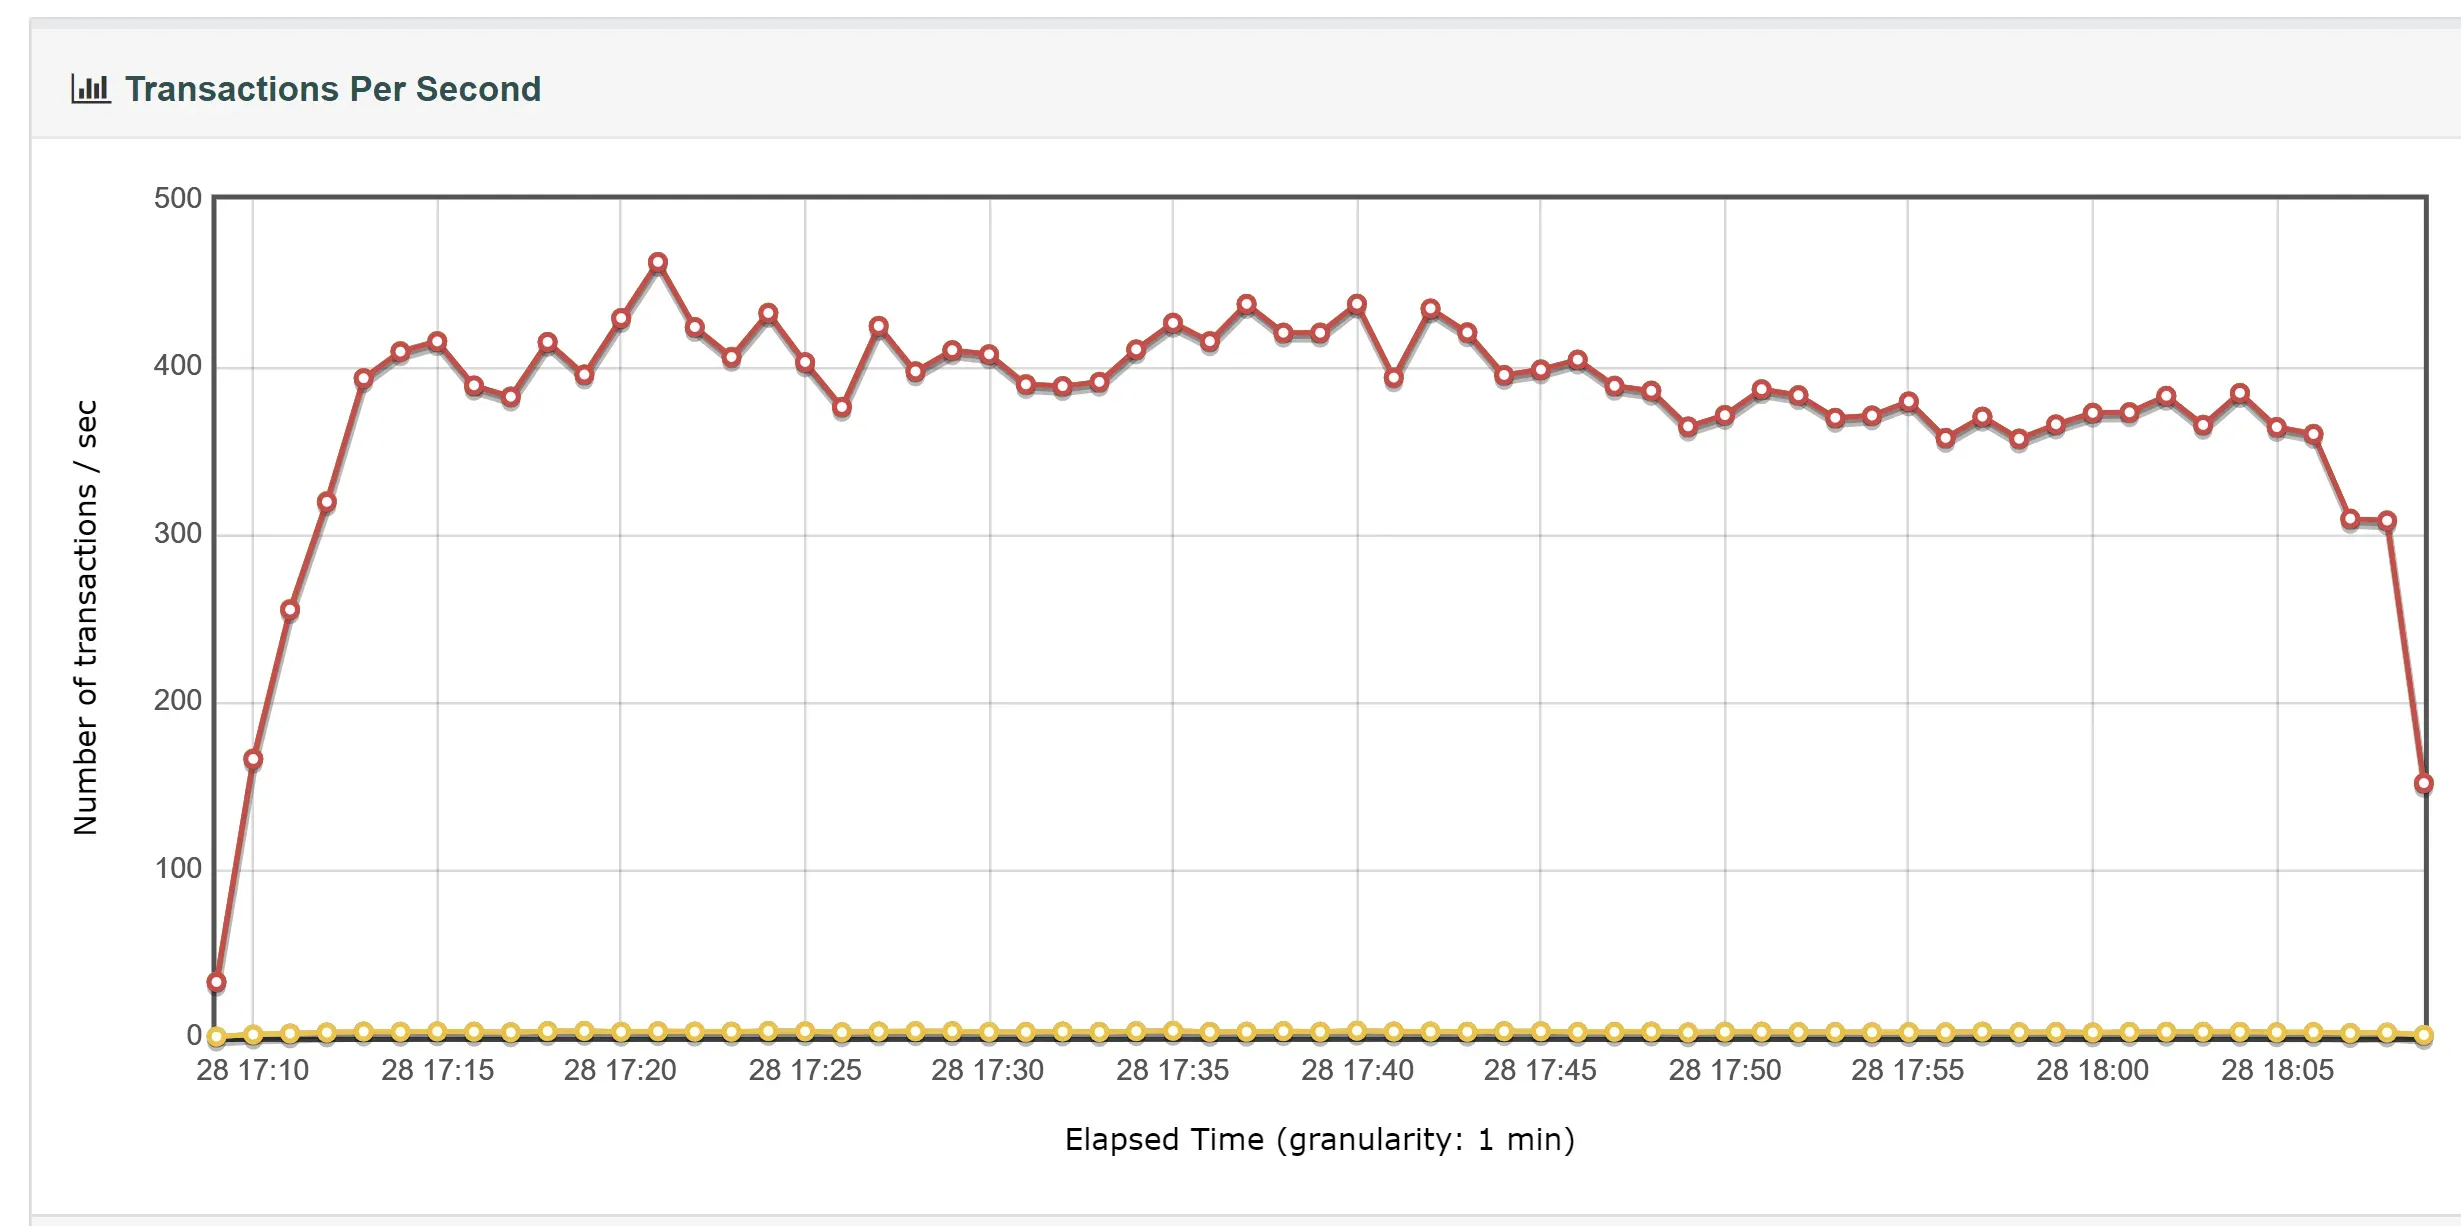 Transactions Per Second
500
400
300
200
100
0
Number of transactions / sec
28 17:10 28 17:15 28 17:20 28 17:25 28 17:30 28 17:35 28 17:40 28 17:45 28 17:50 28 17:55 28 18:00 28 18:05
Elapsed Time (granularity: 1 min)